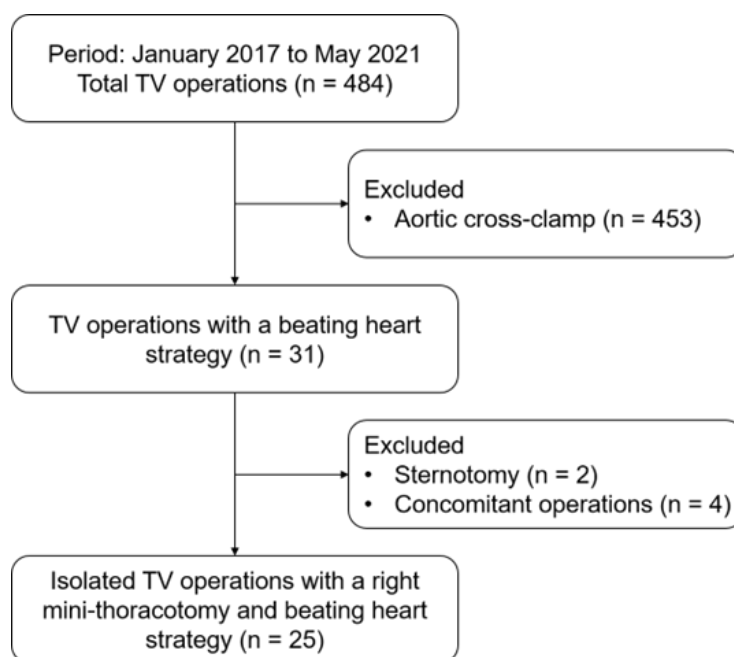 Period: January 2017 to May 2021
Total TV operations (n = 484)
Excluded
• Aortic cross-clamp (n = 453)
TV operations with a beating heart
strategy (n = 31)
Excluded
• Sternotomy (n = 2)
• Concomitant operations (n = 4)
Isolated TV operations with a right
mini-thoracotomy and beating heart
strategy (n = 25)